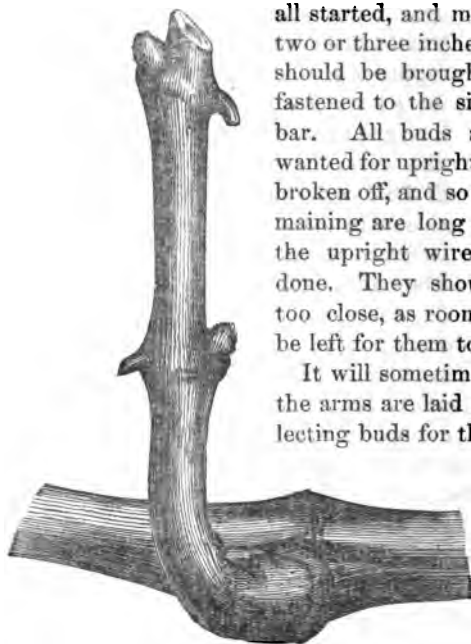 all started, and m
two or three inche
should be brough
fastened to the si
bar. All buds
wanted for upright
broken off, and so
maining are long
the upright wire
done. They shou
too close, as room
be left for them to
It will sometim
the arms are laid
lecting buds for th